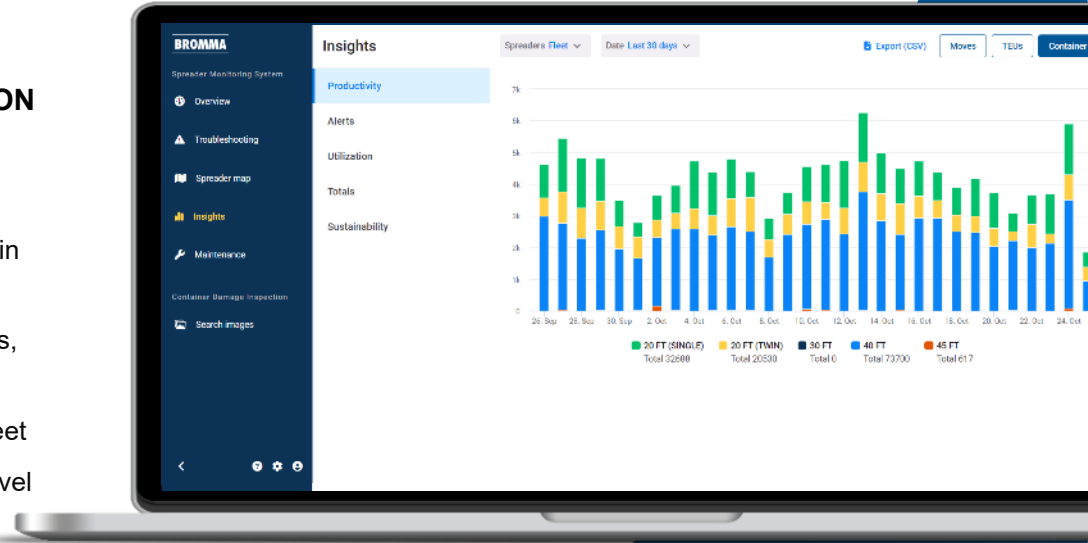 ON
in
s,
eet
vel
BROMMA
Spreader Monitoring System
Overview
Troubleshooting
Spreader map
Insights
Maintenance
Container Damage Inspection
Search images
Insights
Productivity
Alerts
Utilization
Totals
Sustainability
Spreaders Fleet
Date Last 30 days
Export (CSV)
Moves
TEUs
Container
7k
6k
5k
4k
3k
2k
1k
0
26. Sep 28. Sep 30. Sep 2. Oct 4. Oct 6. Oct 8. Oct 10. Oct 12. Oct 14. Oct 16. Oct 18. Oct 20. Oct 22. Oct 24. Oct
20 FT (SINGLE) 20 FT (TWIN) 30 FT 40 FT 45 FT
Total 32600 Total 20530 Total 0 Total 73700 Total 617